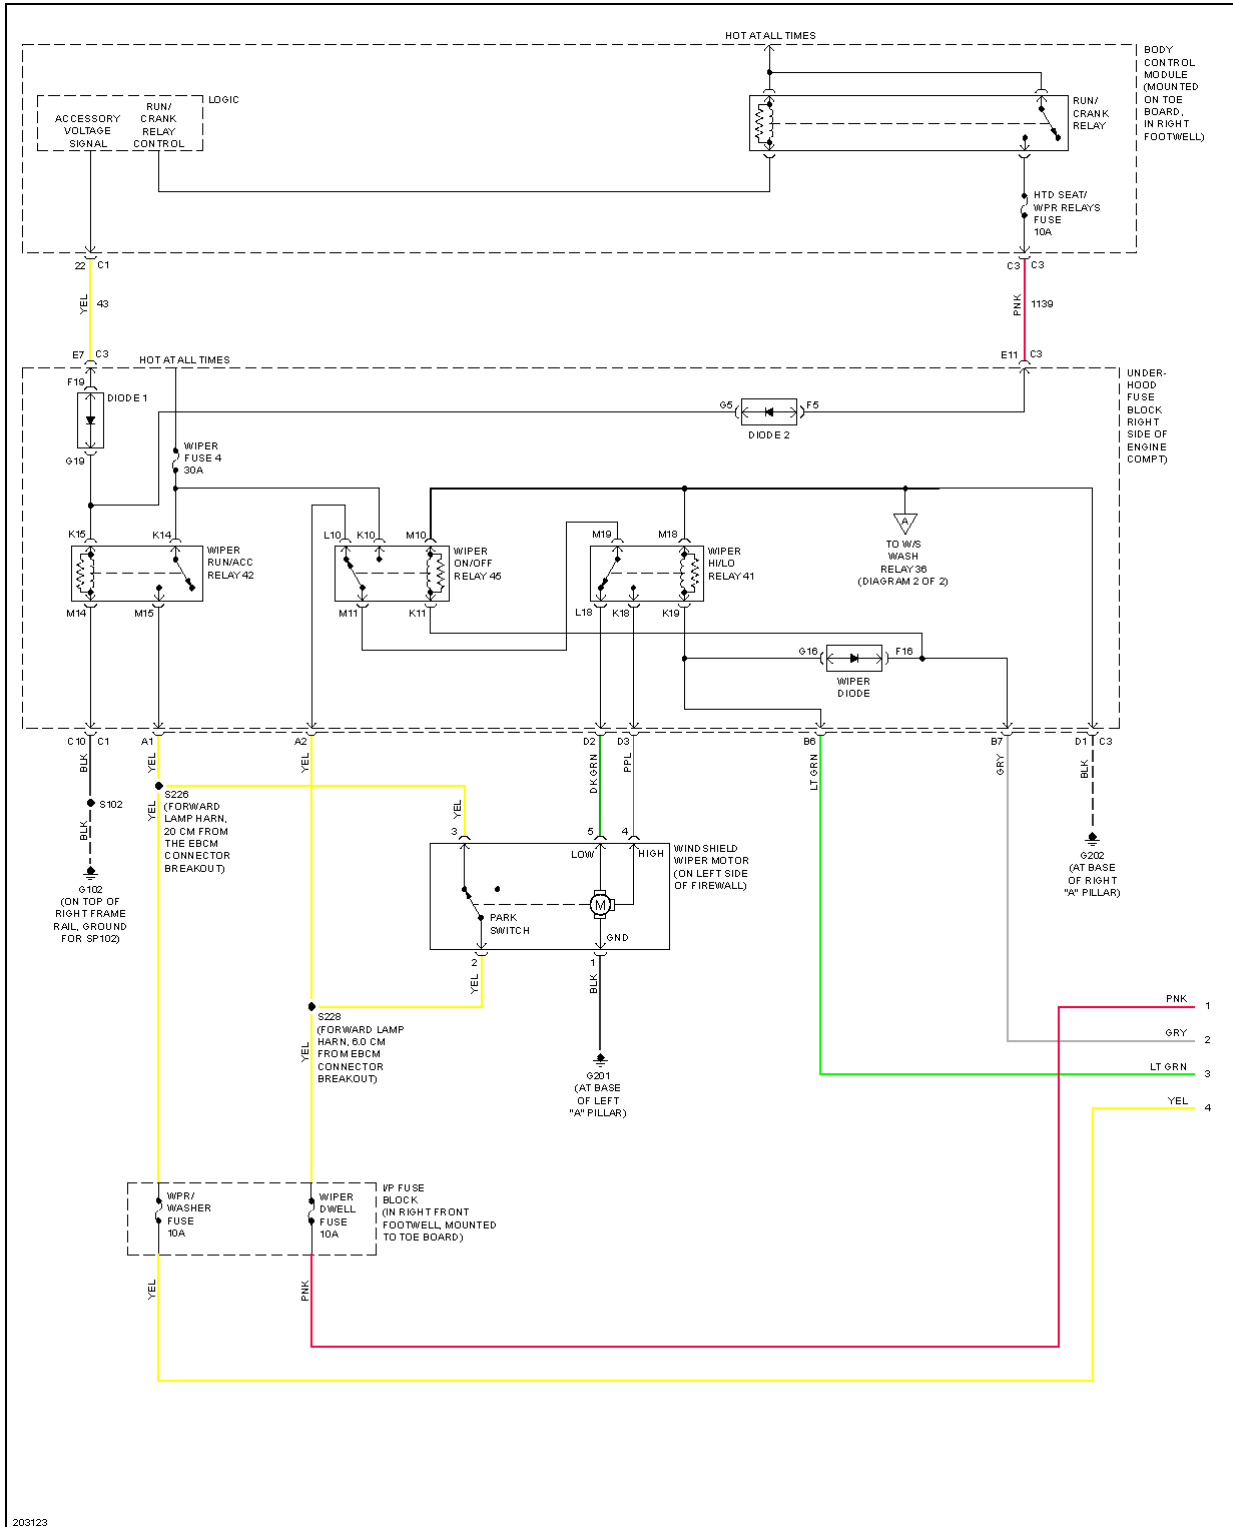 HOT AT ALL TIMES
BODY
CONTROL
MODULE
(MOUNTED
ON TOE
BOARD,
IN RIGHT
FOOTWELL)
LOGIC
ACCESSORY
VOLTAGE
SIGNAL
RUN/
CRANK
RELAY
CONTROL
RUN/
CRANK
RELAY
HTD SEAT/
WPR RELAYS
FUSE
10A
22 C1
C3 C3
YEL 43
PNK 1139
E7 C3
HOT AT ALL TIMES
E11 C3
UNDER-
HOOD
FUSE
BLOCK
RIGHT
SIDE OF
ENGINE
COMPT)
F19
DIODE 1
G19
G5 F5
DIODE 2
WIPER
FUSE 4
30A
K15 K14
WIPER
RUN/ACC
RELAY 42
M14 M15
L10 K10 M10
WIPER
ON/OFF
RELAY 45
M11 K11
M19 M18
WIPER
HI/LO
RELAY 41
L18 K18 K19
A
TO W/S
WASH
RELAY 36
(DIAGRAM 2 OF 2)
G16 F16
WIPER
DIODE
C10 C1 A1 A2 D2 D3 B6 B7 D1 C3
BLK YEL YEL DK GRN PPL LT GRN GRY BLK
S102
BLK
G102
(ON TOP OF
RIGHT FRAME
RAIL, GROUND
FOR SP102)
YEL
S226
(FORWARD
LAMP HARN,
20 CM FROM
THE EBCM
CONNECTOR
BREAKOUT)
YEL
3 5 4
LOW HIGH
WINDSHIELD
WIPER MOTOR
(ON LEFT SIDE
OF FIREWALL)
M
PARK
SWITCH
GND
2 1
YEL BLK
G202
(AT BASE
OF RIGHT
"A" PILLAR)
S228
(FORWARD LAMP
HARN, 6.0 CM
FROM EBCM
CONNECTOR
BREAKOUT)
YEL
G201
(AT BASE
OF LEFT
"A" PILLAR)
PNK 1
GRY 2
LT GRN 3
YEL 4
WPR/
WASHER
FUSE
10A
WIPER
DWELL
FUSE
10A
I/P FUSE
BLOCK
(IN RIGHT FRONT
FOOTWELL, MOUNTED
TO TOE BOARD)
YEL PNK
203123